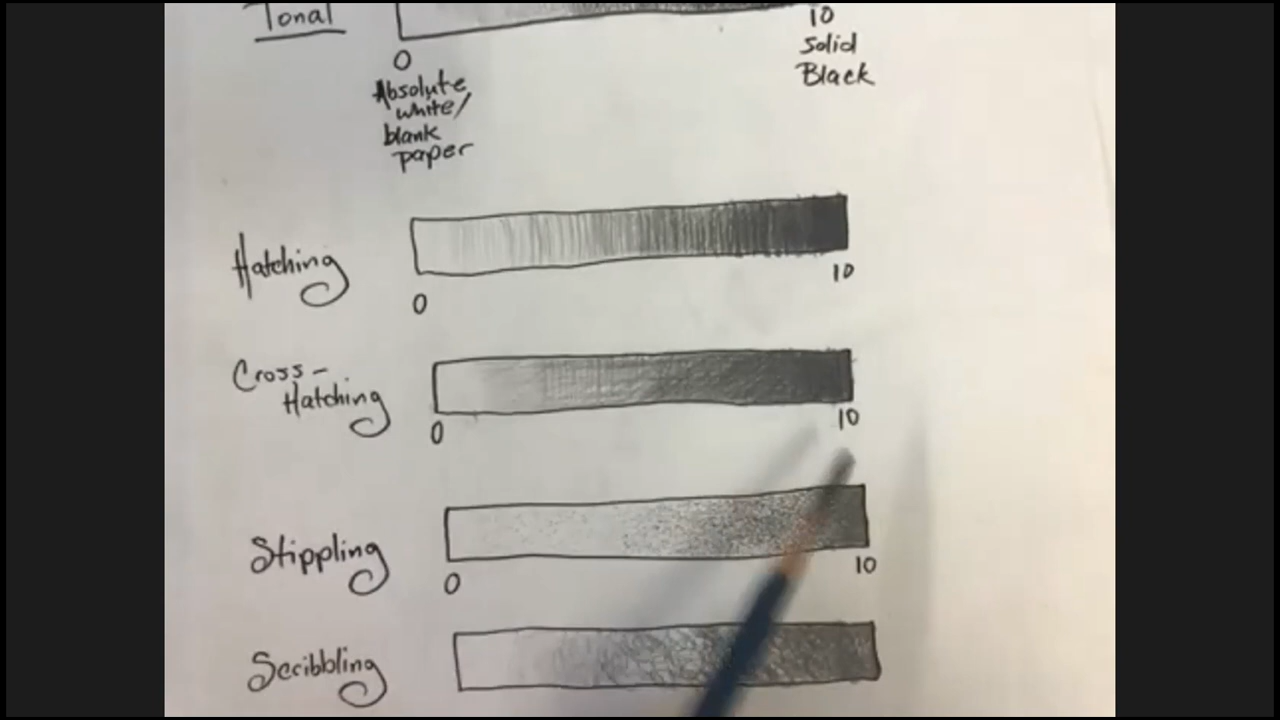 Tonal
10
Solid
Black
0
Absolute
white/
blank
paper
Hatching
0
10
Cross-
Hatching
0
10
Stippling
0
10
Scribbling